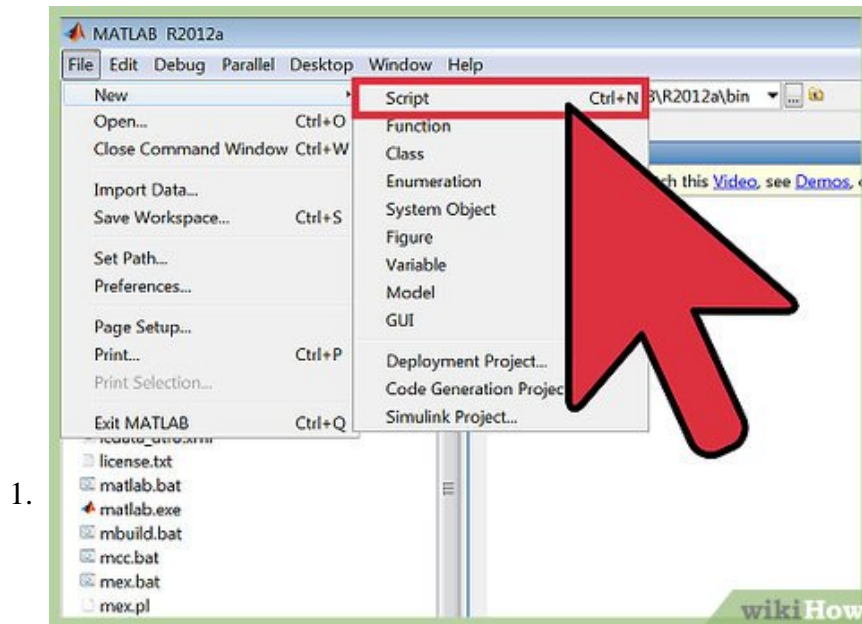 MATLAB R2012a
File Edit Debug Parallel Desktop Window Help
New
Open... Ctrl+O
Close Command Window Ctrl+W
Import Data...
Save Workspace... Ctrl+S
Set Path...
Preferences...
Page Setup...
Print... Ctrl+P
Print Selection...
Exit MATLAB Ctrl+Q
Script Ctrl+N
Function
Class
Enumeration
System Object
Figure
Variable
Model
GUI
Deployment Project...
Code Generation Projec
Simulink Project...
\R2012a\bin ...
ch this Video, see Demos,
license.txt
1.
matlab.bat
matlab.exe
mbuild.bat
mcc.bat
mex.bat
mex.pl
wikiHow